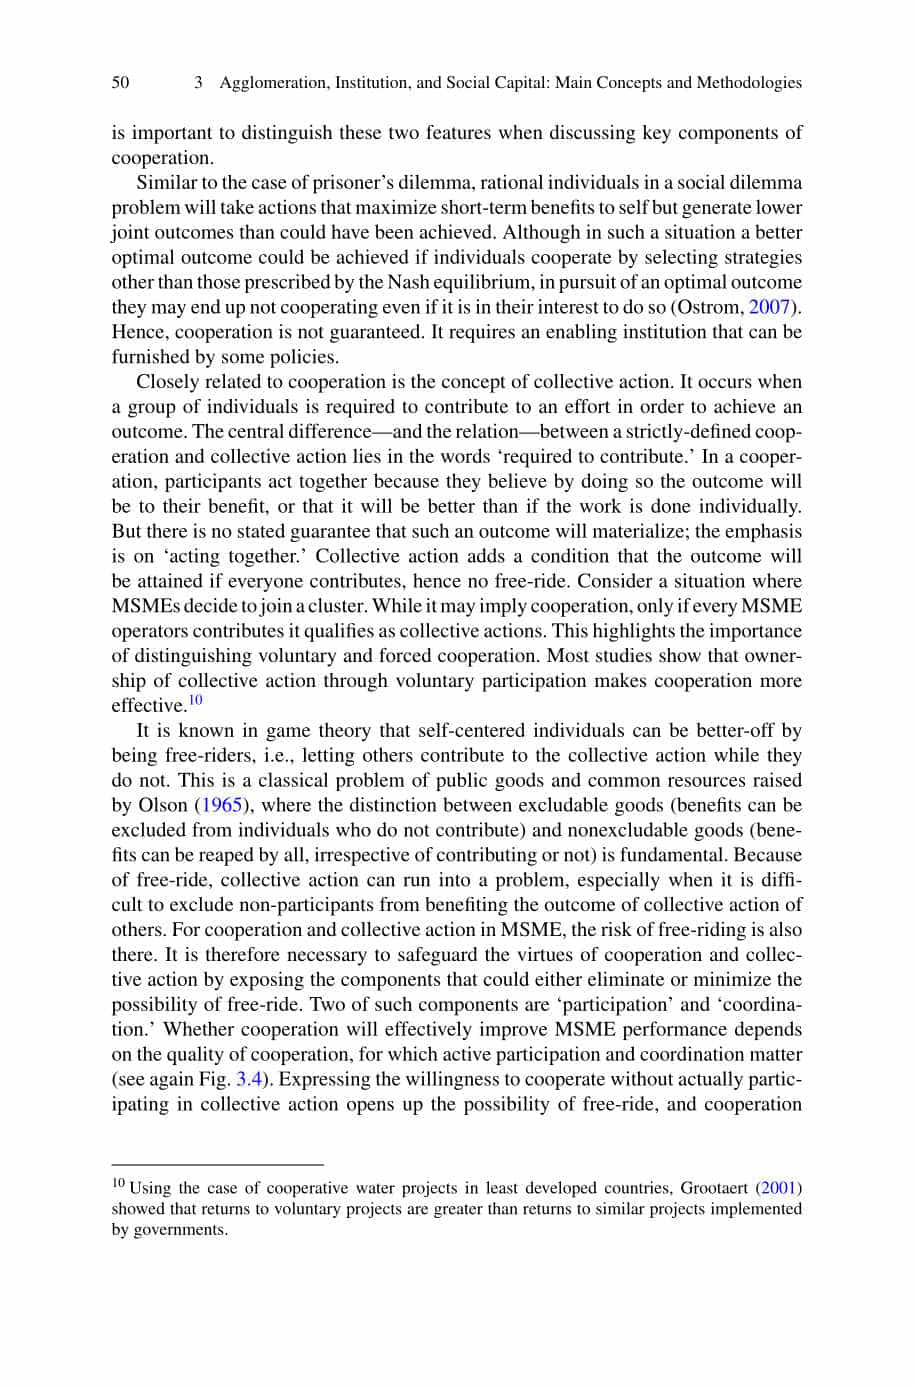 50 3 Agglomeration, Institution, and Social Capital: Main Concepts and Methodologies
is important to distinguish these two features when discussing key components of
cooperation.
Similar to the case of prisoner’s dilemma, rational individuals in a social dilemma
problem will take actions that maximize short-term benefits to self but generate lower
joint outcomes than could have been achieved. Although in such a situation a better
optimal outcome could be achieved if individuals cooperate by selecting strategies
other than those prescribed by the Nash equilibrium, in pursuit of an optimal outcome
they may end up not cooperating even if it is in their interest to do so (Ostrom, 2007).
Hence, cooperation is not guaranteed. It requires an enabling institution that can be
furnished by some policies.
Closely related to cooperation is the concept of collective action. It occurs when
a group of individuals is required to contribute to an effort in order to achieve an
outcome. The central difference—and the relation—between a strictly-defined coop-
eration and collective action lies in the words ‘required to contribute.’ In a cooper-
ation, participants act together because they believe by doing so the outcome will
be to their benefit, or that it will be better than if the work is done individually.
But there is no stated guarantee that such an outcome will materialize; the emphasis
is on ‘acting together.’ Collective action adds a condition that the outcome will
be attained if everyone contributes, hence no free-ride. Consider a situation where
MSMEs decide to join a cluster. While it may imply cooperation, only if every MSME
operators contributes it qualifies as collective actions. This highlights the importance
of distinguishing voluntary and forced cooperation. Most studies show that owner-
ship of collective action through voluntary participation makes cooperation more
effective.10
It is known in game theory that self-centered individuals can be better-off by
being free-riders, i.e., letting others contribute to the collective action while they
do not. This is a classical problem of public goods and common resources raised
by Olson (1965), where the distinction between excludable goods (benefits can be
excluded from individuals who do not contribute) and nonexcludable goods (bene-
fits can be reaped by all, irrespective of contributing or not) is fundamental. Because
of free-ride, collective action can run into a problem, especially when it is diffi-
cult to exclude non-participants from benefiting the outcome of collective action of
others. For cooperation and collective action in MSME, the risk of free-riding is also
there. It is therefore necessary to safeguard the virtues of cooperation and collec-
tive action by exposing the components that could either eliminate or minimize the
possibility of free-ride. Two of such components are ‘participation’ and ‘coordina-
tion.’ Whether cooperation will effectively improve MSME performance depends
on the quality of cooperation, for which active participation and coordination matter
(see again Fig. 3.4). Expressing the willingness to cooperate without actually partic-
ipating in collective action opens up the possibility of free-ride, and cooperation
10 Using the case of cooperative water projects in least developed countries, Grootaert (2001)
showed that returns to voluntary projects are greater than returns to similar projects implemented
by governments.